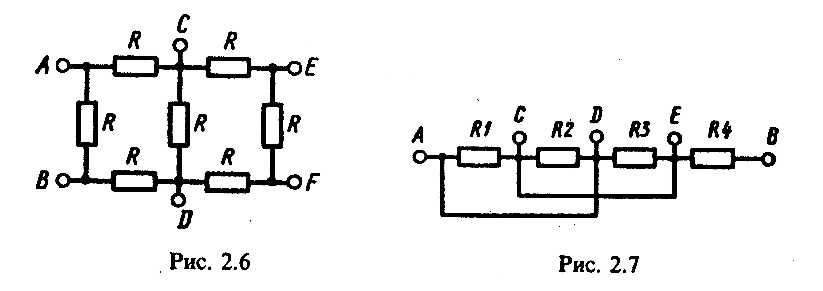 C
R R
A E
R R R
R R
B F
D
Рис. 2.6
C D E
A R1 R2 R3 R4 B
Рис. 2.7